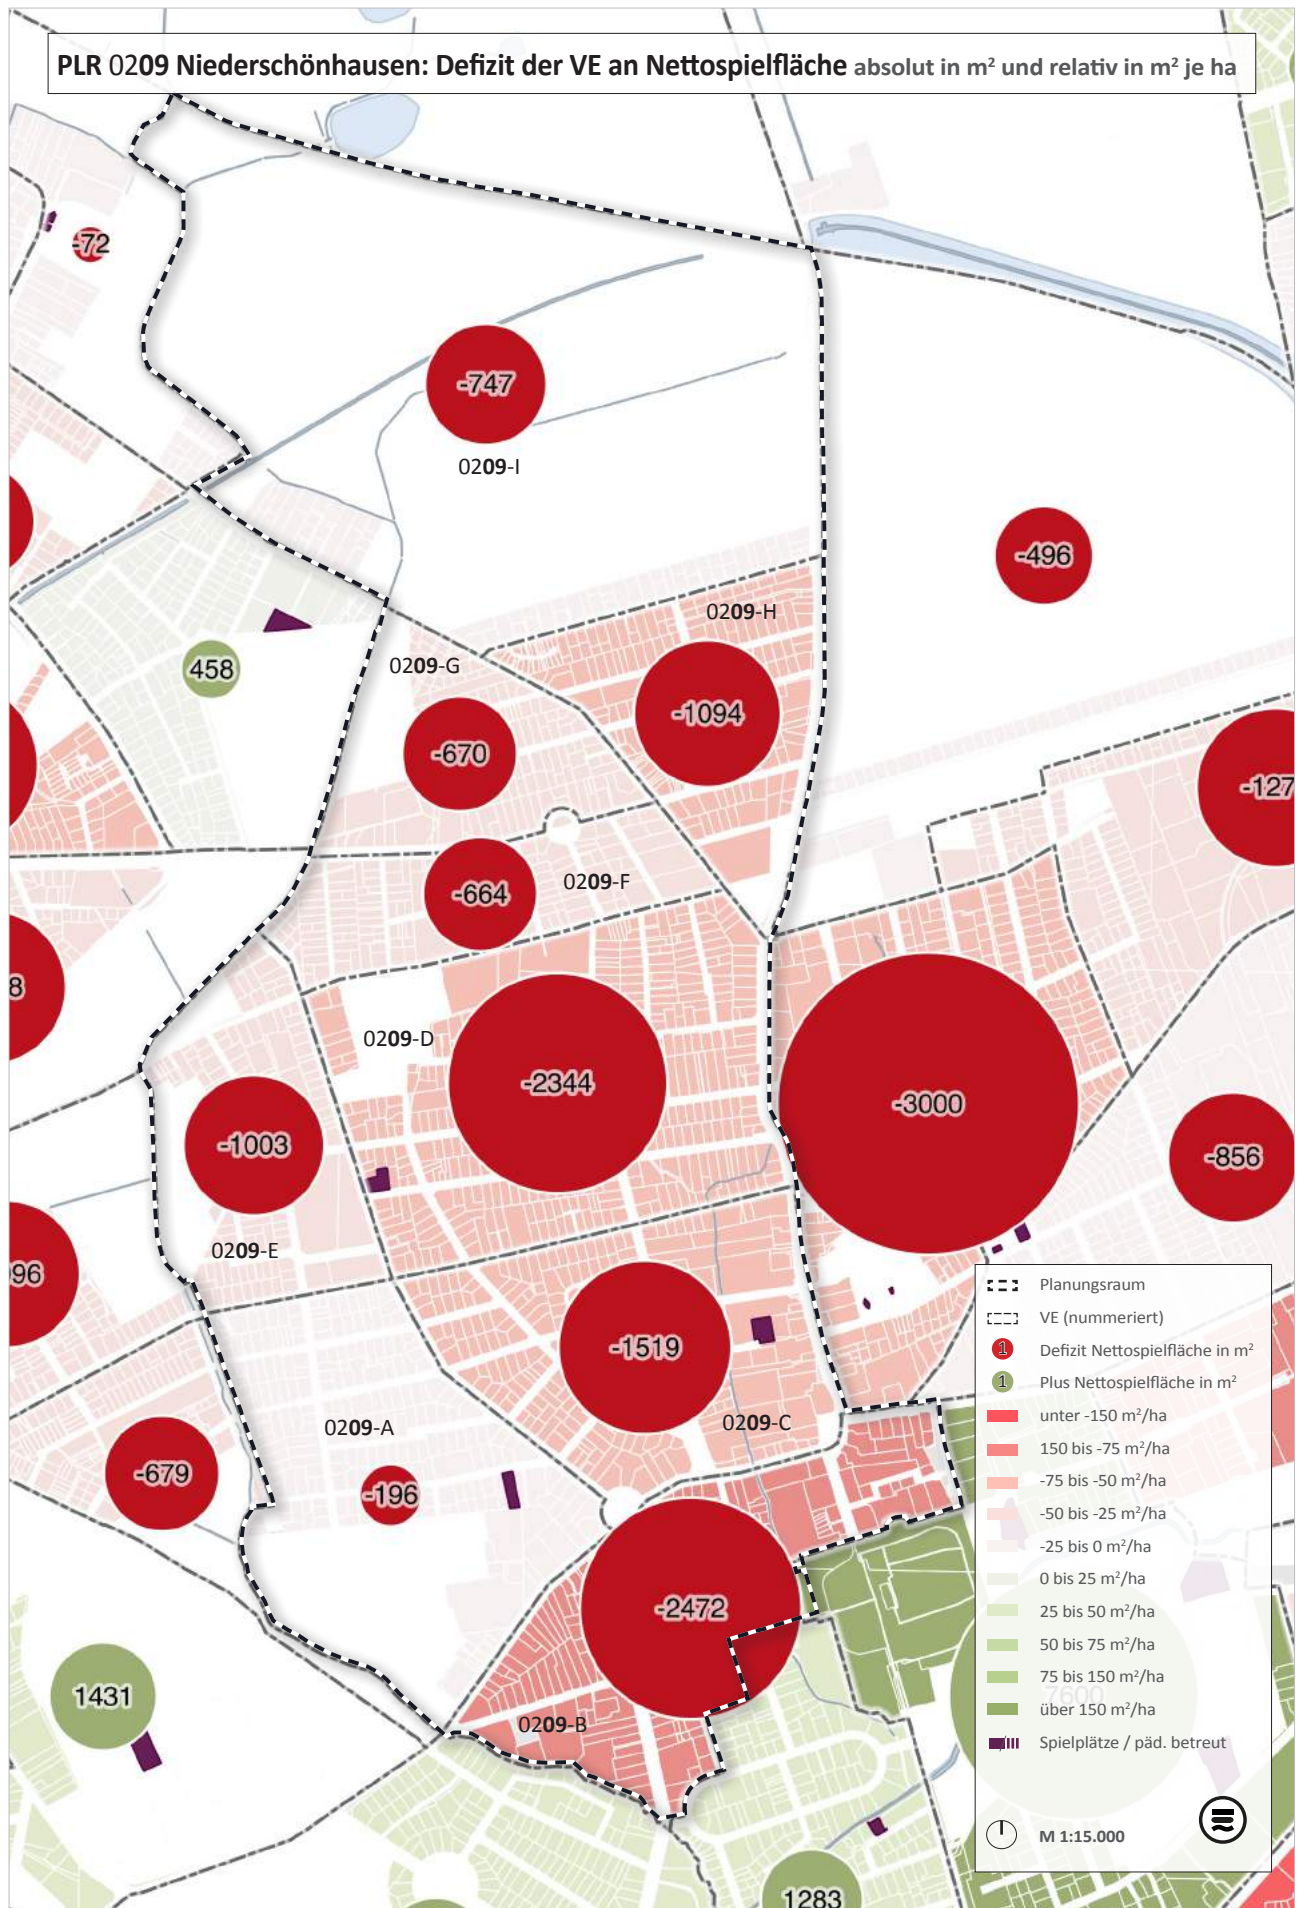 PLR 0209 Niederschönhausen: Defizit der VE an Nettospielfläche absolut in m² und relativ in m² je ha
-72
-747
0209-I
-496
0209-H
458
0209-G
-1094
-670
-127
-664
0209-F
8
0209-D
-2344
-3000
-1003
-856
0209-E
96
-1519
0209-A
0209-C
-679
-196
-2472
1431
0209-B
7600
1283
Planungsraum
VE (nummeriert)
1 Defizit Nettospielfläche in m²
1 Plus Nettospielfläche in m²
unter -150 m²/ha
150 bis -75 m²/ha
-75 bis -50 m²/ha
-50 bis -25 m²/ha
-25 bis 0 m²/ha
0 bis 25 m²/ha
25 bis 50 m²/ha
50 bis 75 m²/ha
75 bis 150 m²/ha
über 150 m²/ha
Spielplätze / päd. betreut
M 1:15.000